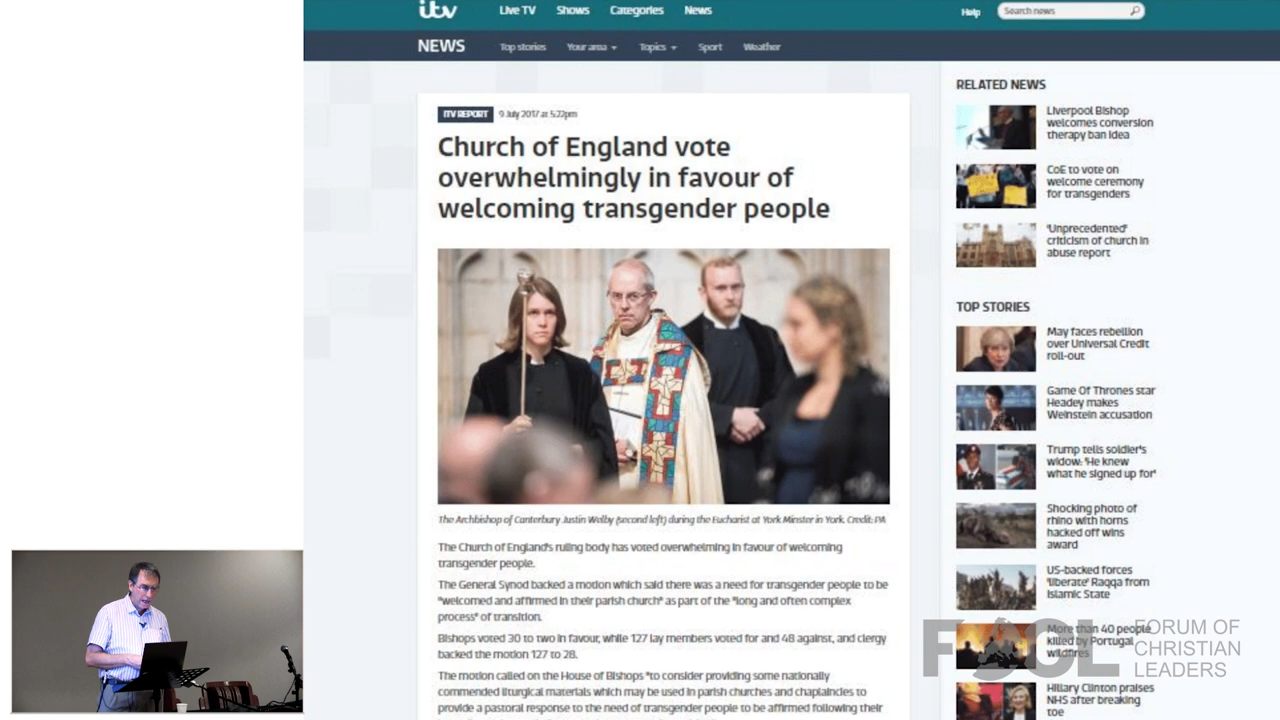 itv
Live TV Shows Categories News
Help
Search news
NEWS
Top stories Your area Topics Sport Weather
ITV REPORT 9 July 2017 at 5:22pm
Church of England vote
overwhelmingly in favour of
welcoming transgender people
The Archbishop of Canterbury Justin Welby (second left) during the Eucharist at York Minster in York. Credit: PA
The Church of England's ruling body has voted overwhelming in favour of welcoming
transgender people.
The General Synod backed a motion which said there was a need for transgender people to be
"welcomed and affirmed in their parish church" as part of the "long and often complex
process" of transition.
Bishops voted 30 to two in favour, while 127 lay members voted for and 48 against, and clergy
backed the motion 127 to 28.
The motion called on the House of Bishops "to consider providing some nationally
commended liturgical materials which may be used in parish churches and chaplaincies to
provide a pastoral response to the need of transgender people to be affirmed following their
RELATED NEWS
Liverpool Bishop
welcomes conversion
therapy ban idea
CoE to vote on
welcome ceremony
for transgenders
'Unprecedented'
criticism of church in
abuse report
TOP STORIES
May faces rebellion
over Universal Credit
roll-out
Game Of Thrones star
Headey makes
Weinstein accusation
Trump tells soldier's
widow: 'He knew
what he signed up for'
Shocking photo of
rhino with horns
hacked off wins
award
US-backed forces
'liberate' Raqqa from
Islamic State
More than 40 people
killed by Portugal
wildfires
Hillary Clinton praises
NHS after breaking
toe
FOCL
FORUM OF
CHRISTIAN
LEADERS